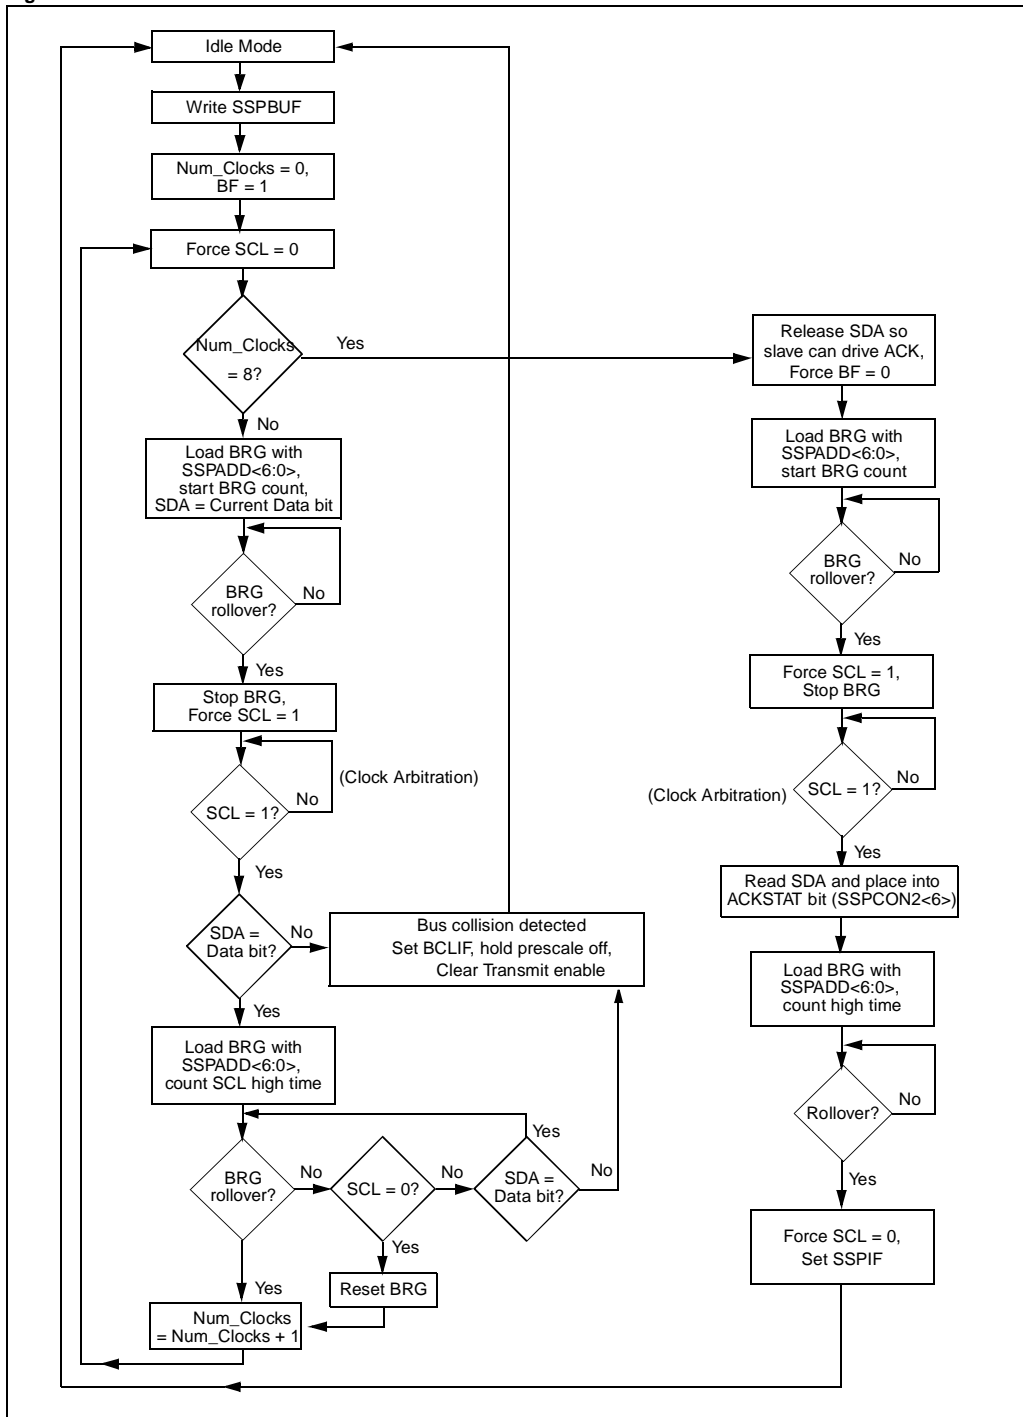 Idle Mode
Write SSPBUF
Num_Clocks = 0,
BF = 1
Force SCL = 0
Num_Clocks
= 8?
Yes
No
Load BRG with
SSPADD<6:0>,
start BRG count,
SDA = Current Data bit
BRG
rollover?
No
Yes
Stop BRG,
Force SCL = 1
SCL = 1?
No
(Clock Arbitration)
Yes
SDA =
Data bit?
No
Bus collision detected
Set BCLIF, hold prescale off,
Clear Transmit enable
Yes
Load BRG with
SSPADD<6:0>,
count SCL high time
BRG
rollover?
No
SCL = 0?
No
SDA =
Data bit?
Yes
No
Yes
Reset BRG
Yes
Num_Clocks
= Num_Clocks + 1
Release SDA so
slave can drive ACK,
Force BF = 0
Load BRG with
SSPADD<6:0>,
start BRG count
BRG
rollover?
No
Yes
Force SCL = 1,
Stop BRG
SCL = 1?
No
(Clock Arbitration)
Yes
Read SDA and place into
ACKSTAT bit (SSPCON2<6>)
Load BRG with
SSPADD<6:0>,
count high time
Rollover?
No
Yes
Force SCL = 0,
Set SSPIF